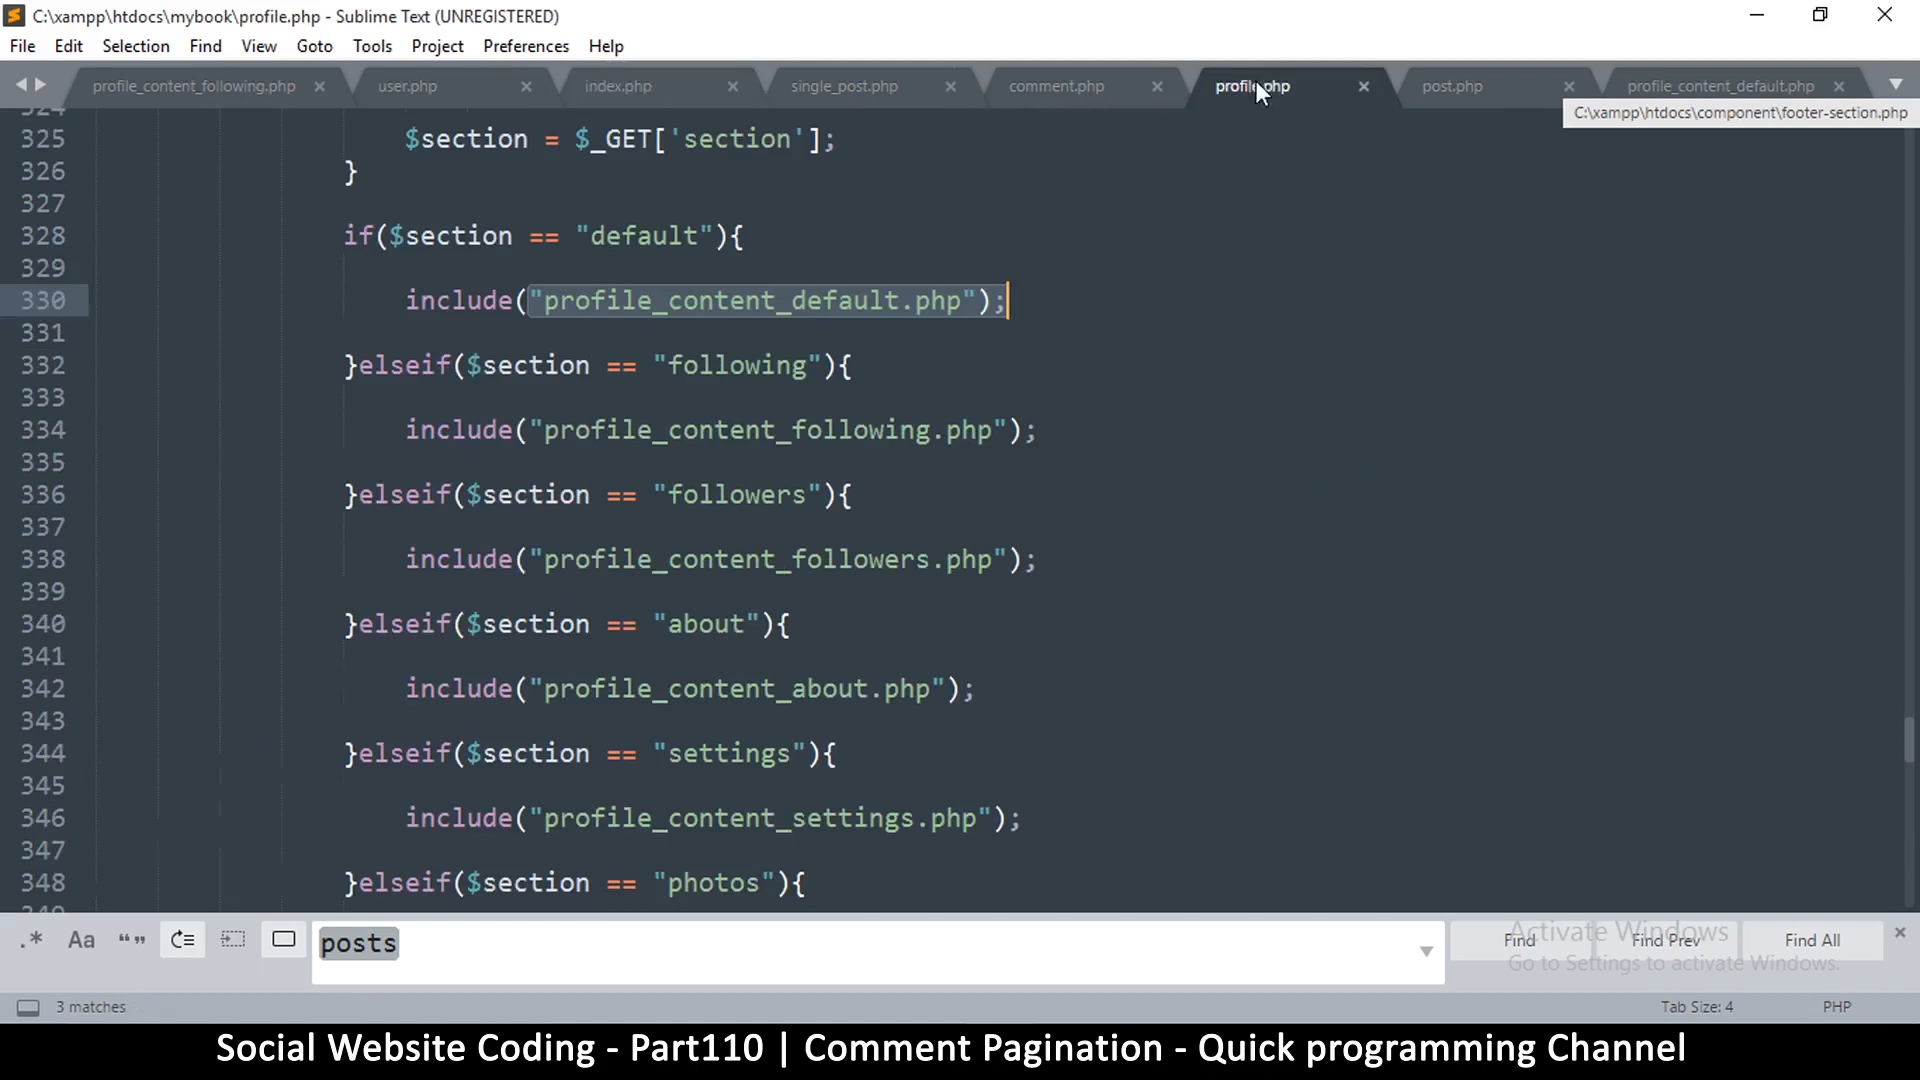 C:\xampp\htdocs\mybook\profile.php - Sublime Text (UNREGISTERED)
File Edit Selection Find View Goto Tools Project Preferences Help
profile_content_following.php user.php index.php single_post.php comment.php profile.php post.php profile_content_default.php
C:\xampp\htdocs\component\footer-section.php
324
325 $section = $_GET['section'];
326 }
327
328 if($section == "default"){
329
330 include("profile_content_default.php");
331
332 }elseif($section == "following"){
333
334 include("profile_content_following.php");
335
336 }elseif($section == "followers"){
337
338 include("profile_content_followers.php");
339
340 }elseif($section == "about"){
341
342 include("profile_content_about.php");
343
344 }elseif($section == "settings"){
345
346 include("profile_content_settings.php");
347
348 }elseif($section == "photos"){
349
.* Aa “” posts Find Find Prev Find All
Activate Windows
Go to Settings to activate Windows.
3 matches Tab Size: 4 PHP
Social Website Coding - Part110 | Comment Pagination - Quick programming Channel